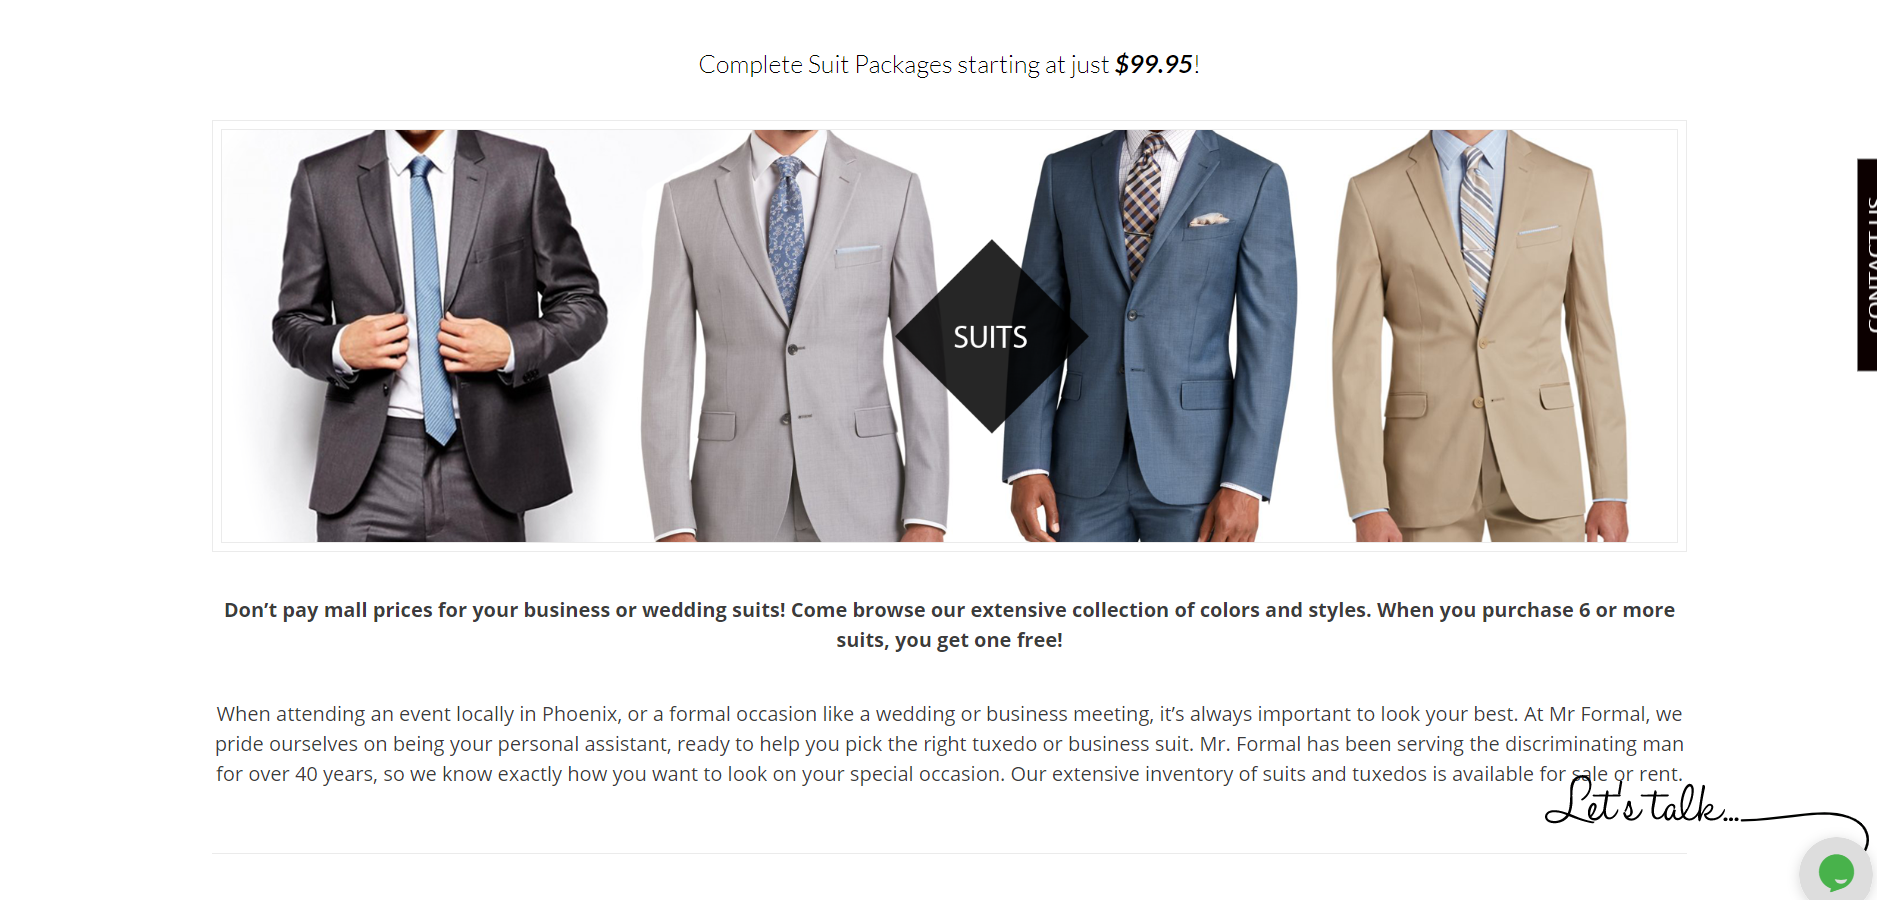 Complete Suit Packages starting at just $99.95!
CONTACT US
SUITS
Don’t pay mall prices for your business or wedding suits! Come browse our extensive collection of colors and styles. When you purchase 6 or more
suits, you get one free!
When attending an event locally in Phoenix, or a formal occasion like a wedding or business meeting, it’s always important to look your best. At Mr Formal, we
pride ourselves on being your personal assistant, ready to help you pick the right tuxedo or business suit. Mr. Formal has been serving the discriminating man
for over 40 years, so we know exactly how you want to look on your special occasion. Our extensive inventory of suits and tuxedos is available for sale or rent.
Let's talk...